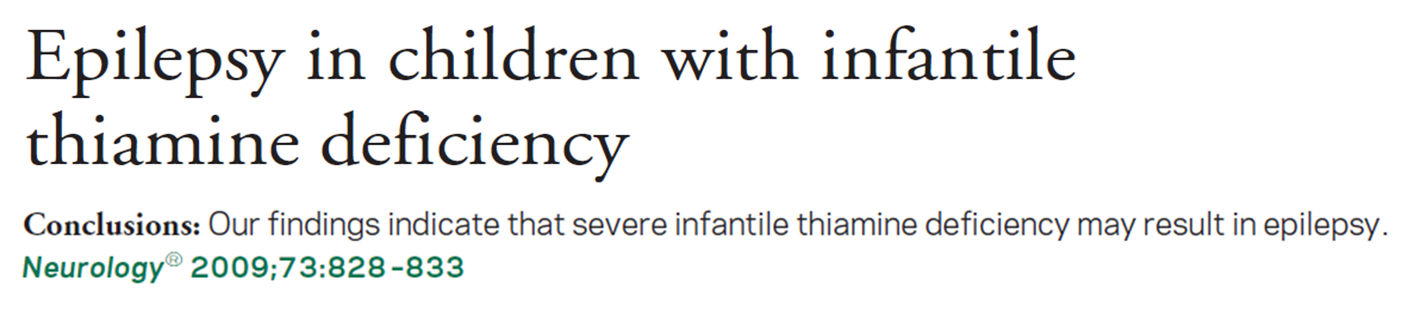 Epilepsy in children with infantile
thiamine deficiency
Conclusions: Our findings indicate that severe infantile thiamine deficiency may result in epilepsy.
Neurology® 2009;73:828-833